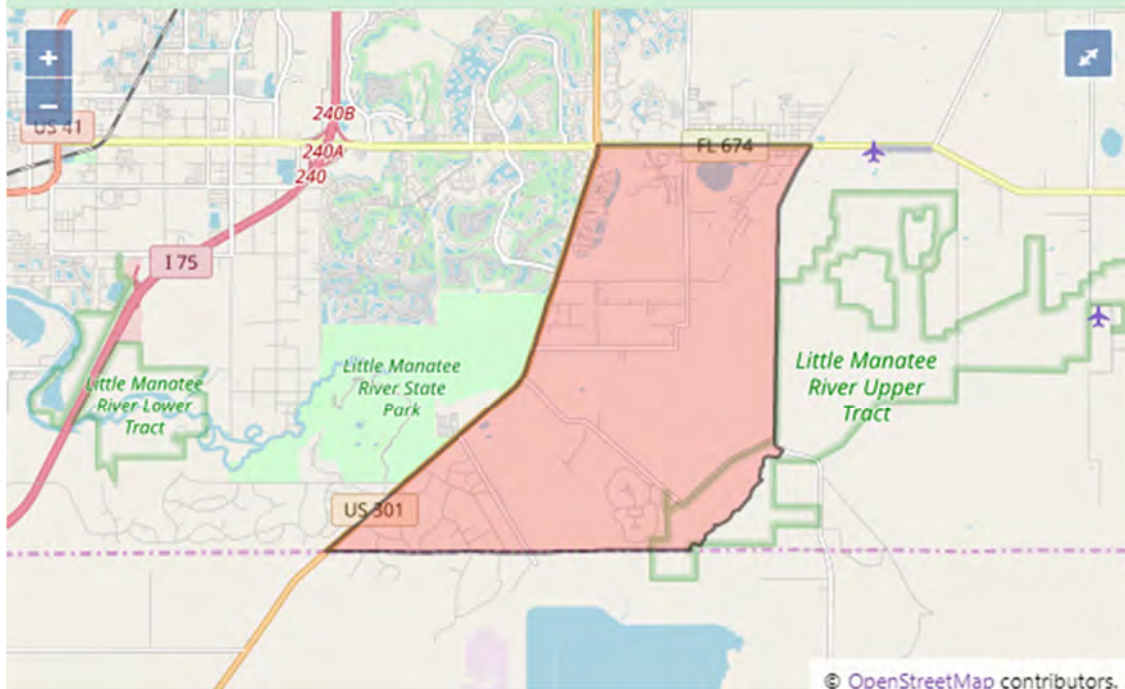 +
−
US 41
240B
240A
240
FL 674
I 75
Little Manatee
River State
Park
Little Manatee
River Upper
Tract
Little Manatee
River Lower
Tract
US 301
© OpenStreetMap contributors.